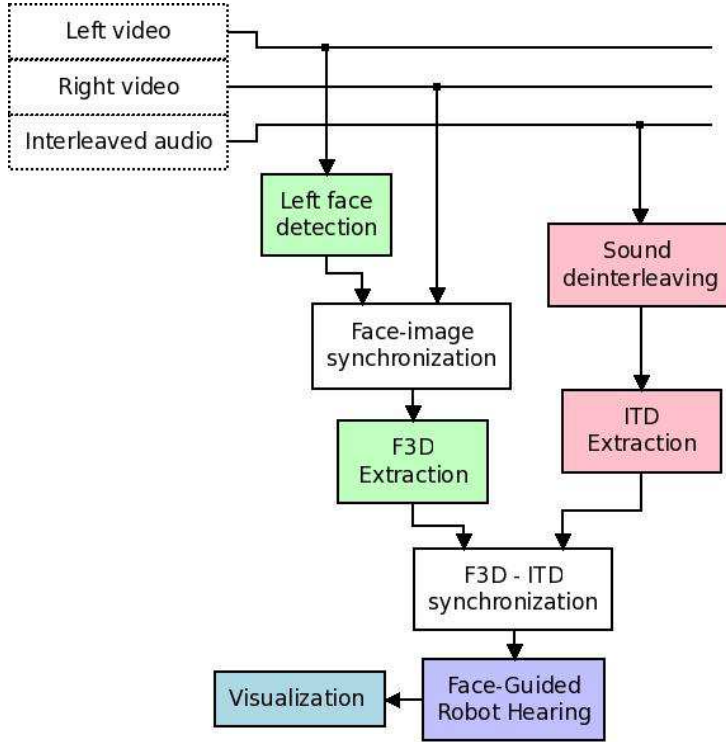 Left video
Right video
Interleaved audio
Left face
detection
Sound
deinterleaving
Face-image
synchronization
ITD
Extraction
F3D
Extraction
F3D - ITD
synchronization
Visualization
Face-Guided
Robot Hearing